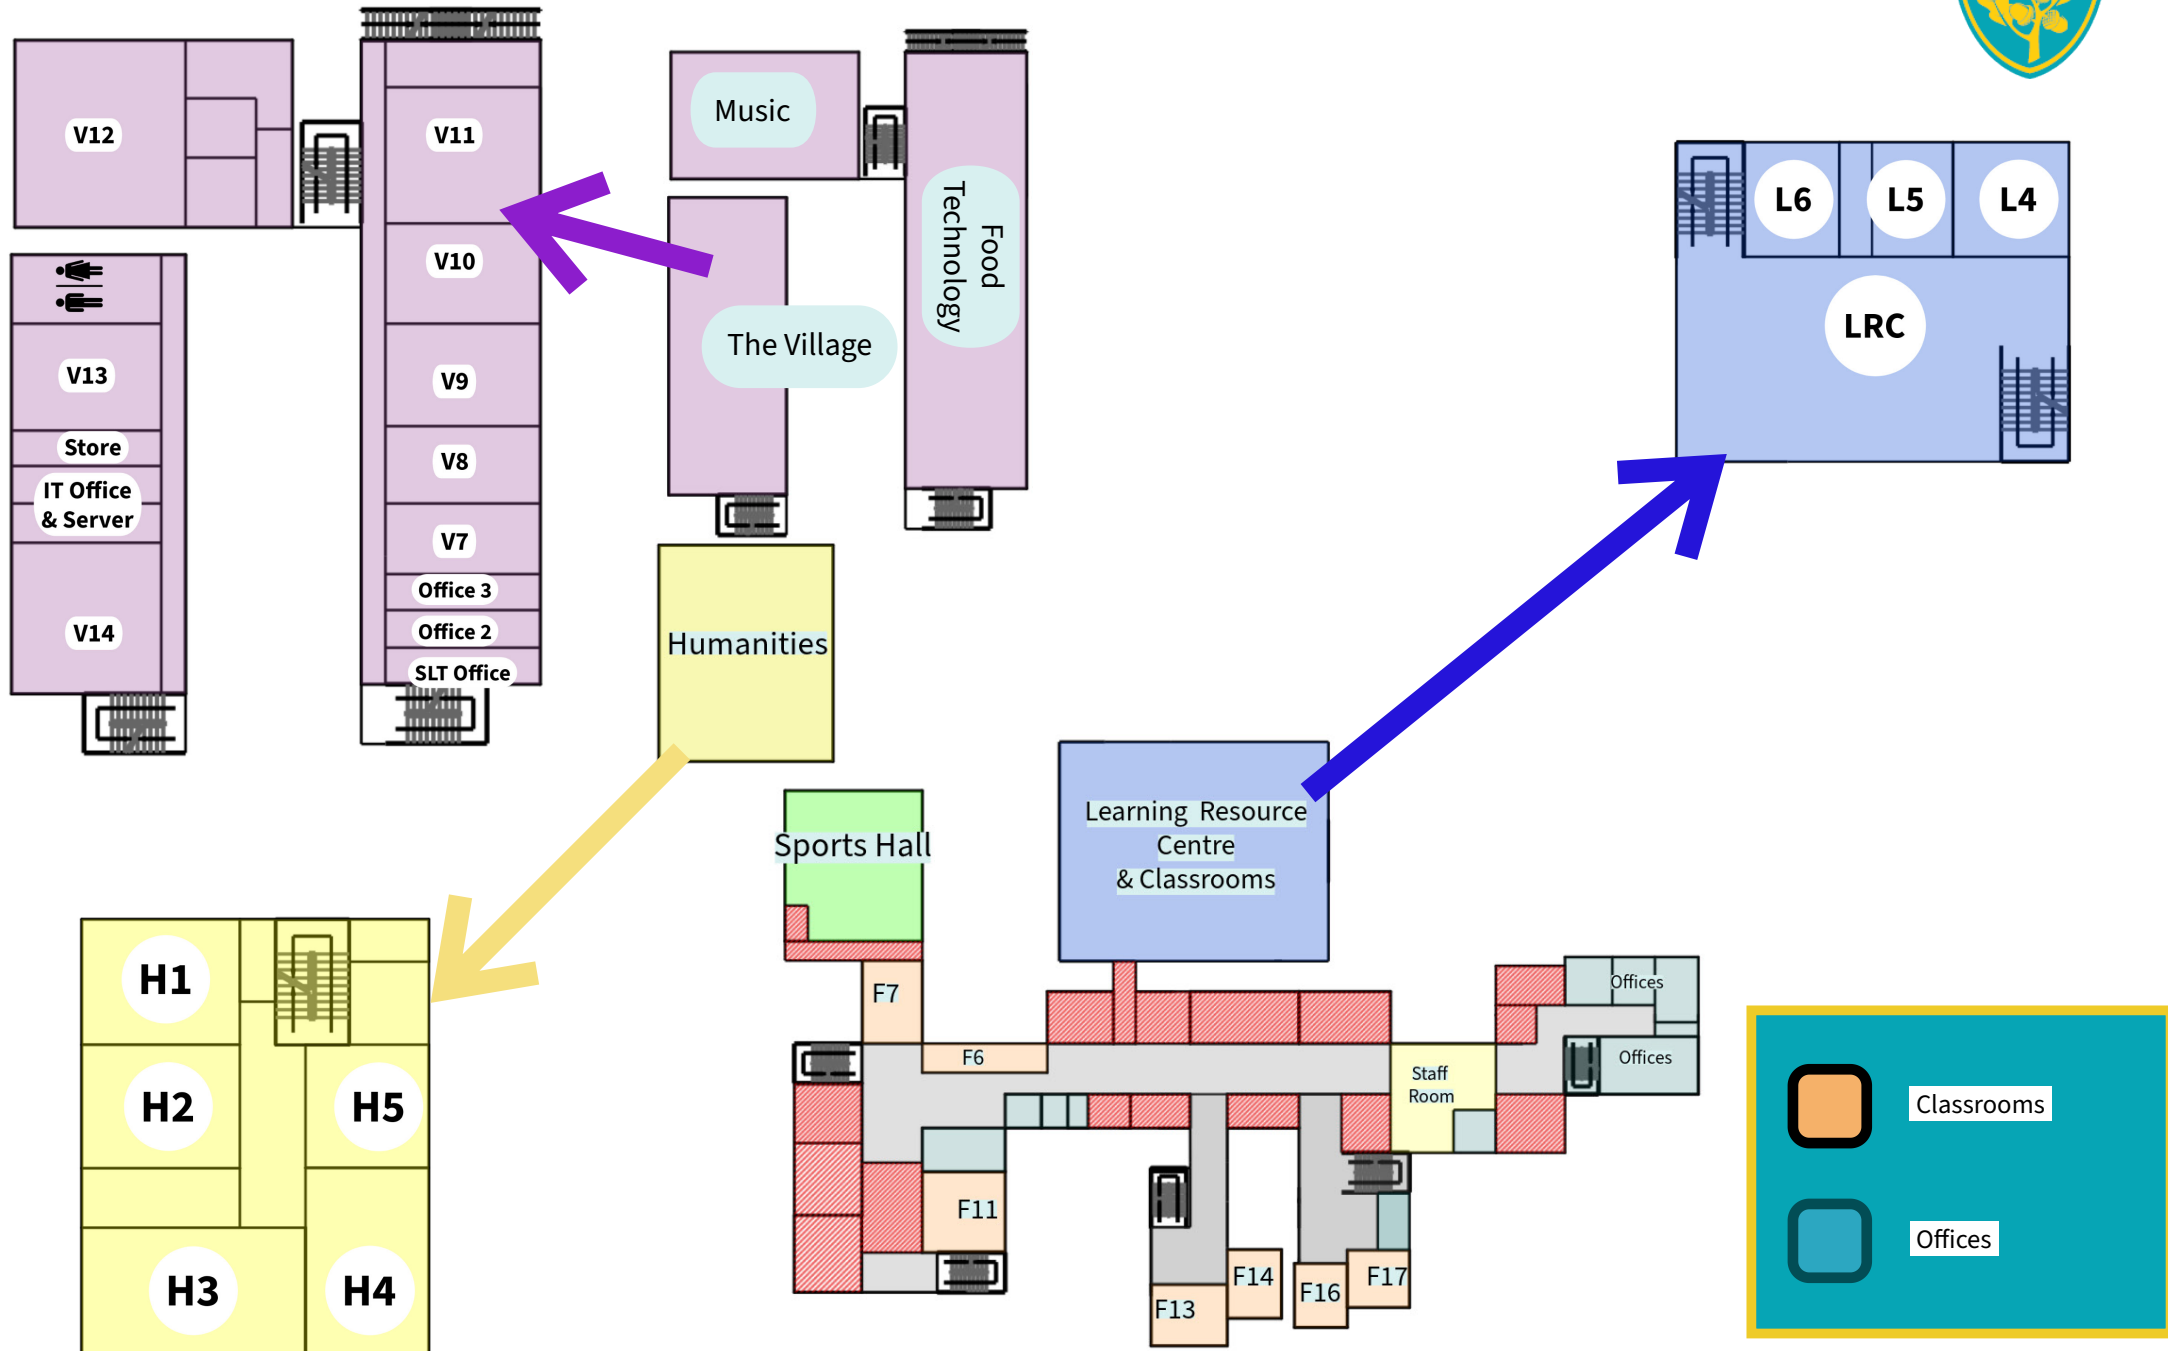 V12
V11
V10
V9
V8
V7
Office 3
Office 2
SLT Office
V13
Store
IT Office
& Server
V14
Music
Food
Technology
The Village
Humanities
L6
L5
L4
LRC
Sports Hall
Learning Resource
Centre
& Classrooms
H1
H2
H5
H3
H4
F7
F6
Staff
Room
Offices
Offices
F11
F13
F14
F16
F17
Classrooms
Offices